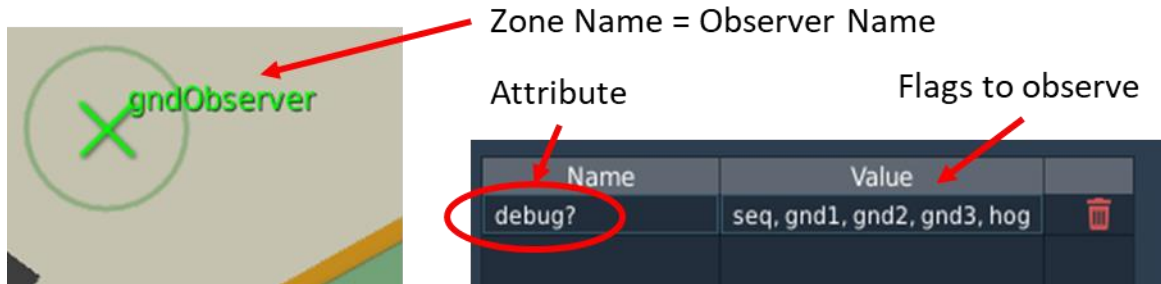 Zone Name = Observer Name
gndObserver
Attribute
Flags to observe
Name Value
debug? seq, gnd1, gnd2, gnd3, hog